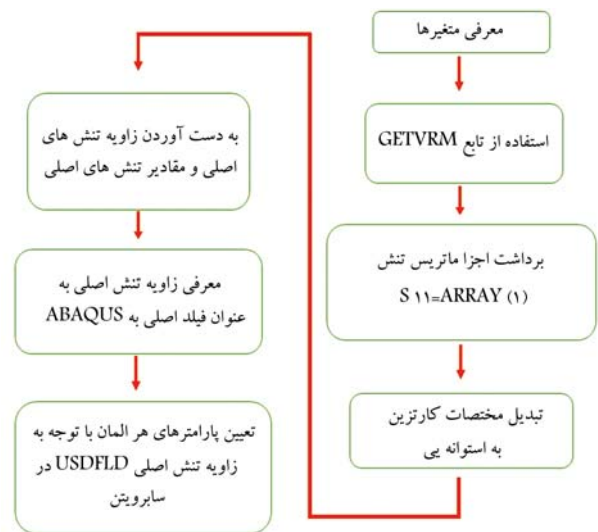 معرفی متغیرها
استفاده از تابع GETVRM
برداشت اجزا ماتریس تنش
S ۱۱=ARRAY (۱)
تبدیل مختصات کارتزین
به استوانه یی
به دست آوردن زاویه تنش های
اصلی و مقادیر تنش های اصلی
معرفی زاویه تنش اصلی به
عنوان فیلد اصلی به ABAQUS
تعیین پارامترهای هر المان با توجه به
زاویه تنش اصلی USDFLD در
سابرویتن